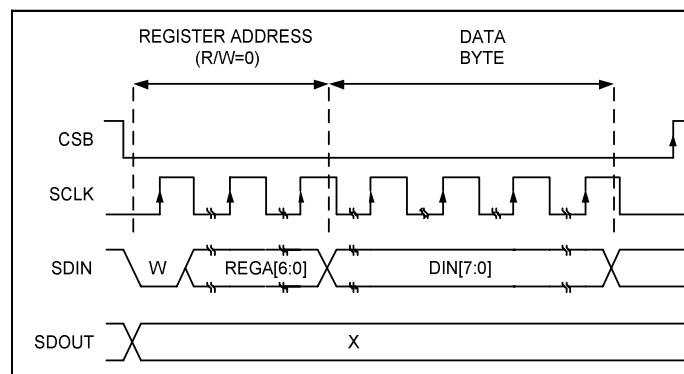 REGISTER ADDRESS
(R/W=0)
DATA
BYTE
CSB
SCLK
SDIN
W
REGA[6:0]
DIN[7:0]
SDOUT
X